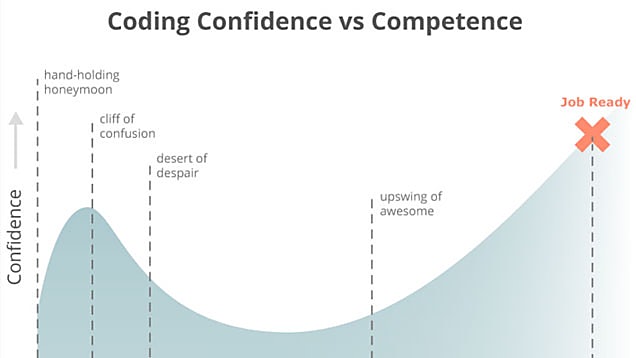 Coding Confidence vs Competence
hand-holding
honeymoon
cliff of
confusion
desert of
despair
upswing of
awesome
Job Ready
Confidence